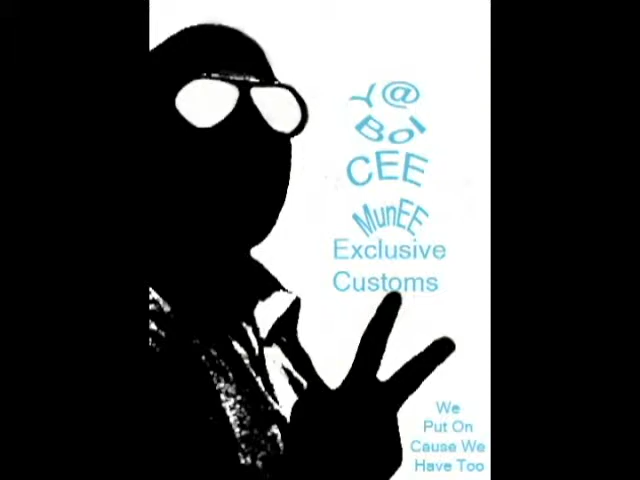 Y@
BoI
CEE
MunEE
Exclusive
Customs
We
Put On
Cause We
Have Too